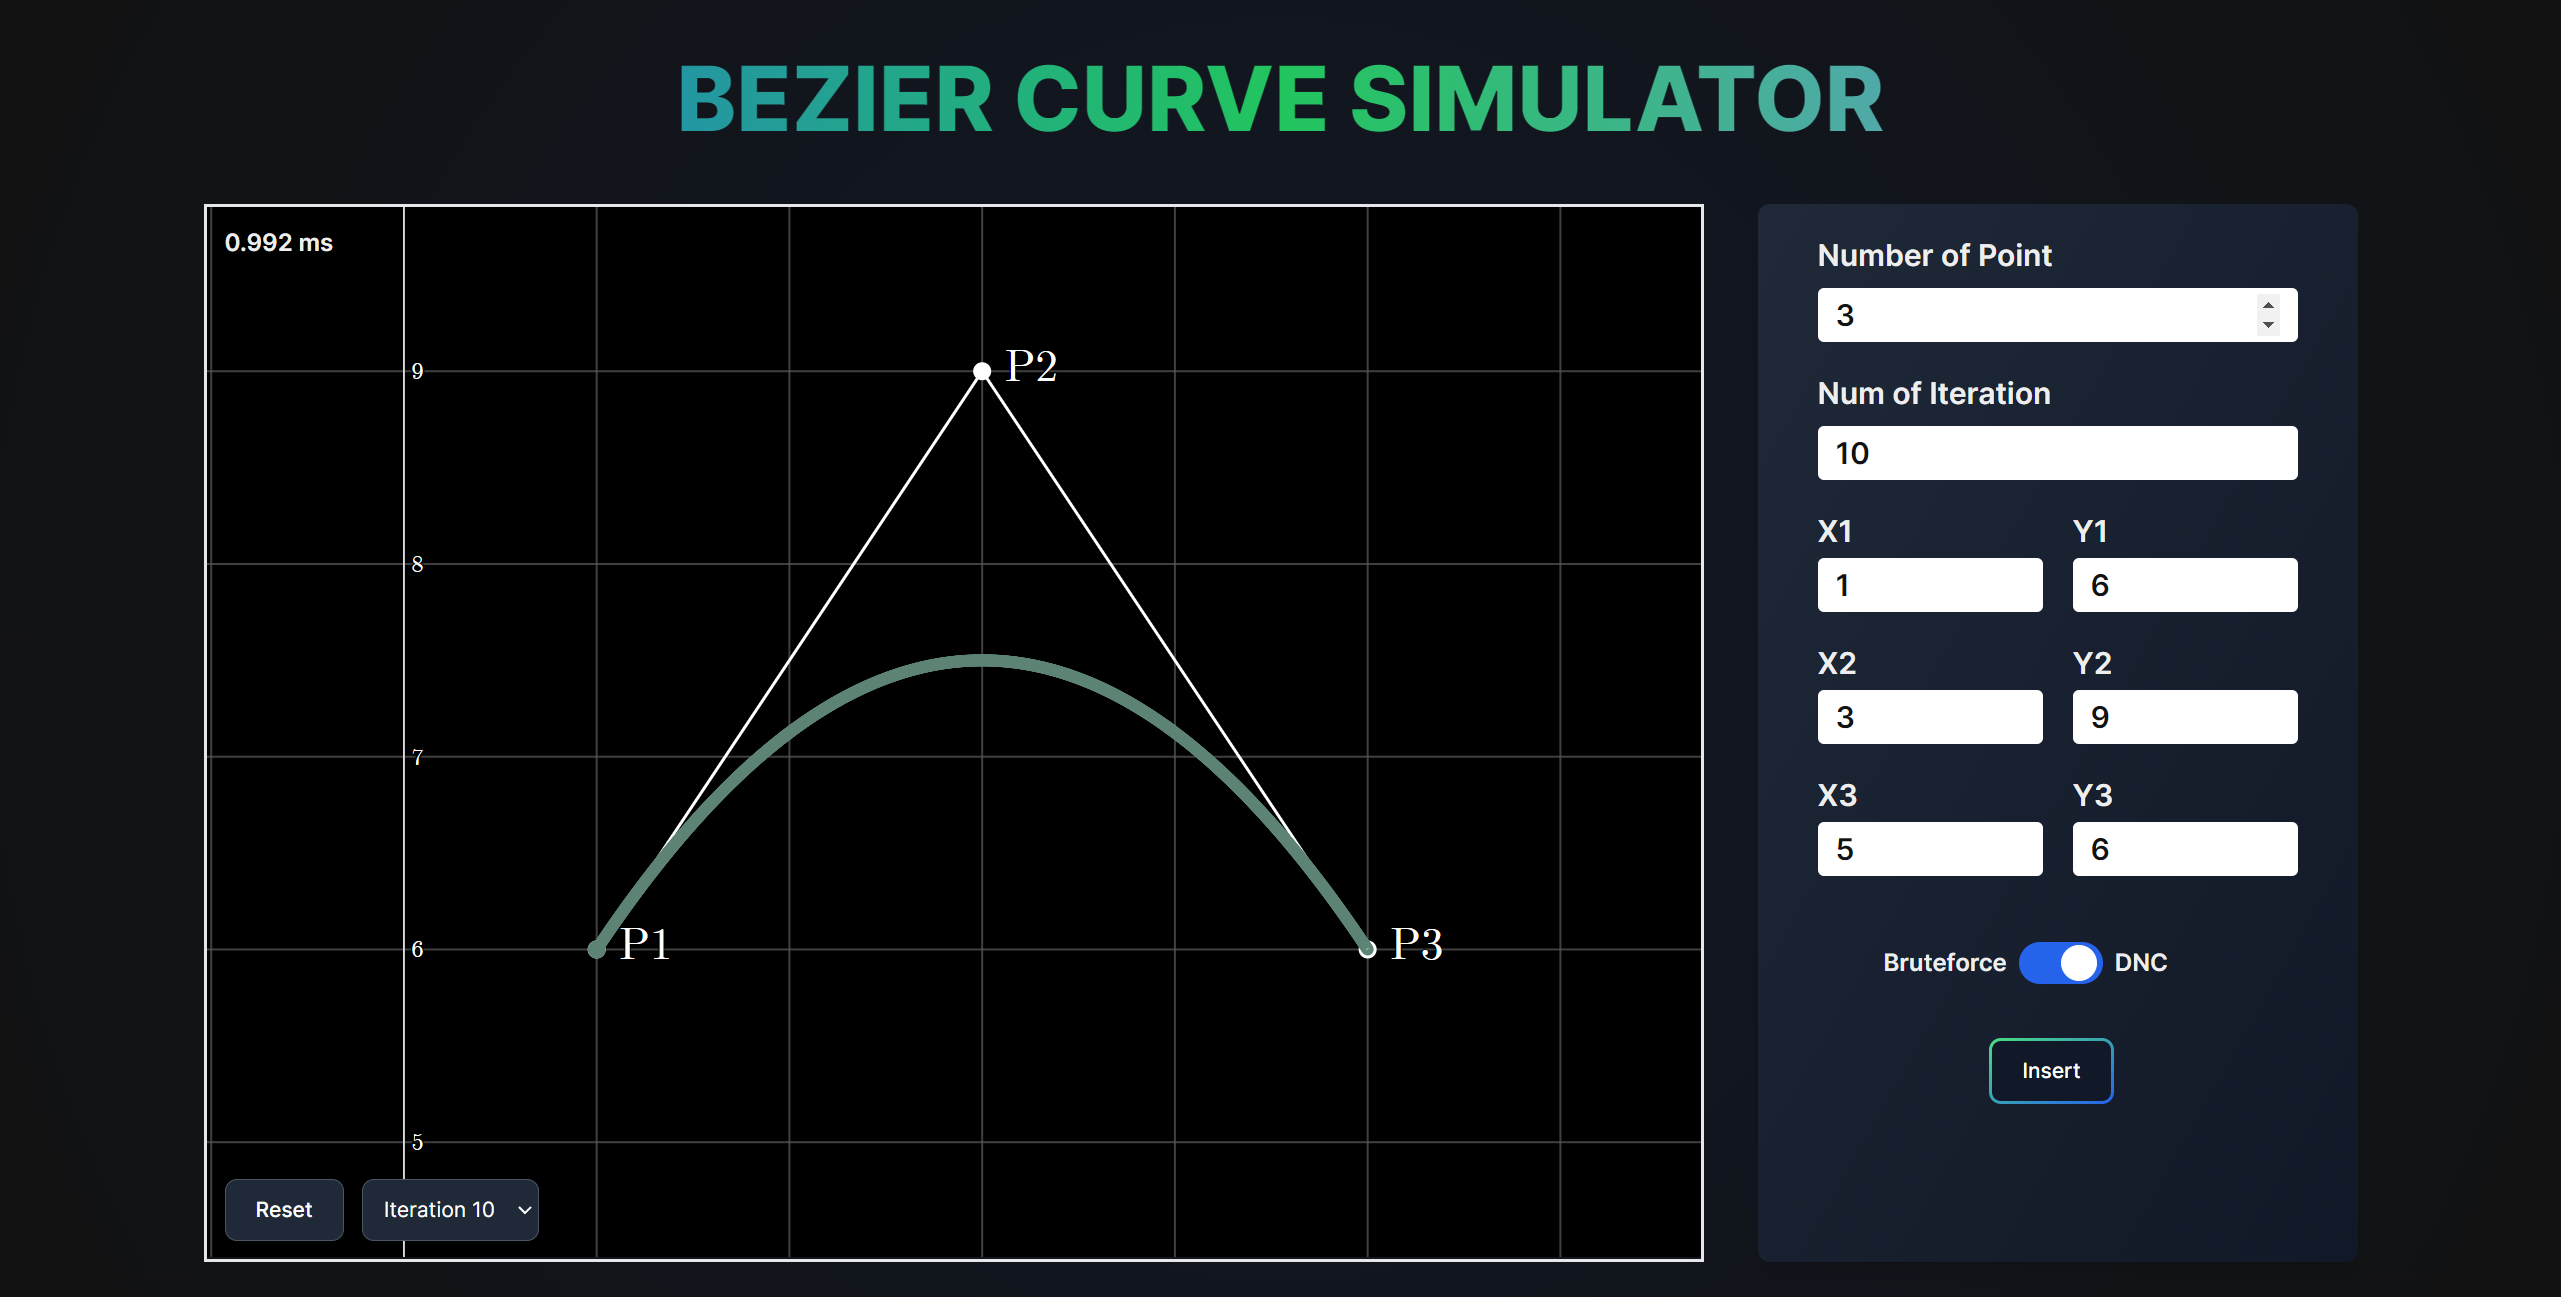 BEZIER CURVE SIMULATOR
0.992 ms
9
P2
8
7
6
P1
P3
5
Reset
Iteration 10
Number of Point
3
Num of Iteration
10
X1 Y1
1 6
X2 Y2
3 9
X3 Y3
5 6
Bruteforce DNC
Insert